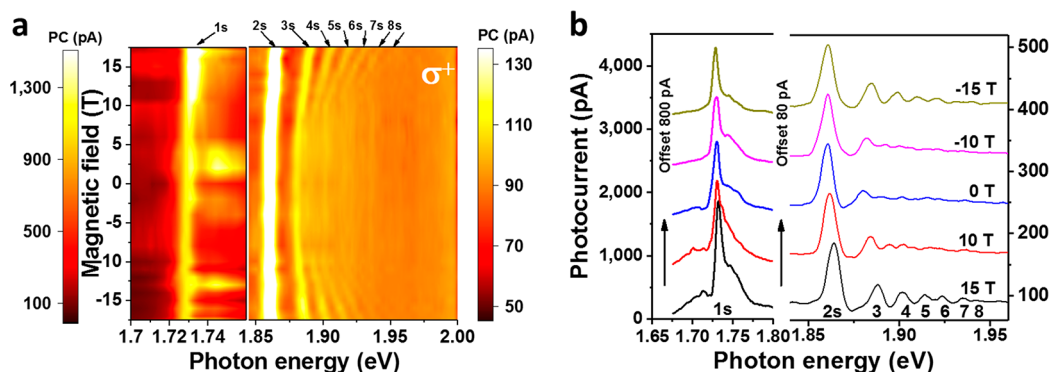 a
PC (pA)
1,300
900
500
100
Magnetic field (T)
15
10
5
0
-5
-10
-15
1s
2s 3s 4s 5s 6s 7s 8s
σ+
PC (pA)
130
110
90
70
50
1.7 1.72 1.74 1.85 1.90 1.95 2.00
Photon energy (eV)
b
Photocurrent (pA)
4,000
3,000
2,000
1,000
0
Offset 800 pA
1s
Offset 80 pA
-15 T
-10 T
0 T
10 T
15 T
2s 3 4 5 6 7 8
500
400
300
200
100
1.65 1.70 1.75 1.80 1.85 1.90 1.95
Photon energy (eV)